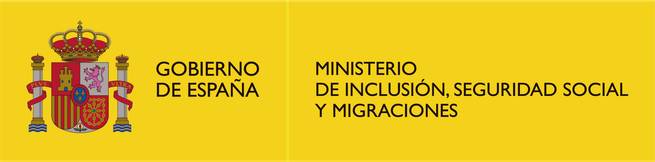 GOBIERNO
DE ESPAÑA
MINISTERIO
DE INCLUSIÓN, SEGURIDAD SOCIAL
Y MIGRACIONES